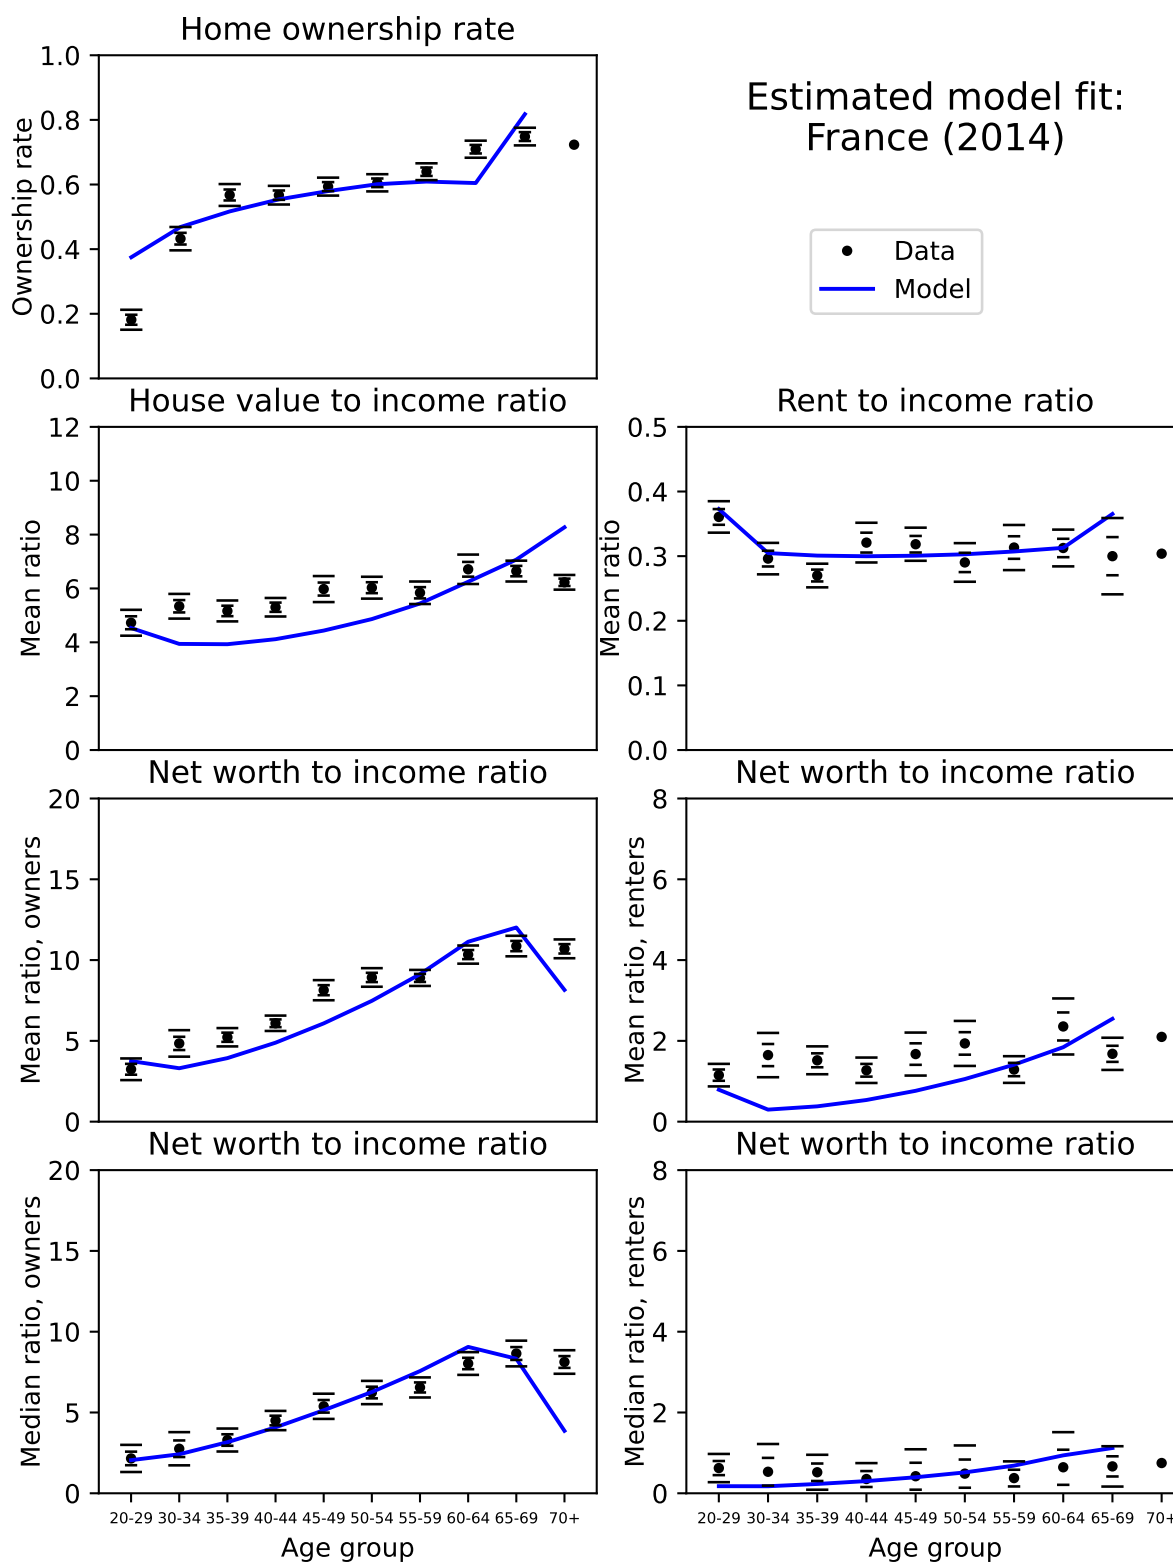 Home ownership rate
Ownership rate
1.0
0.8
0.6
0.4
0.2
0.0
Estimated model fit:
France (2014)
Data
Model
House value to income ratio
Mean ratio
12
10
8
6
4
2
0
Rent to income ratio
Mean ratio
0.5
0.4
0.3
0.2
0.1
0.0
Net worth to income ratio
Mean ratio, owners
20
15
10
5
0
Net worth to income ratio
Mean ratio, renters
8
6
4
2
0
Net worth to income ratio
Median ratio, owners
20
15
10
5
0
20-29 30-34 35-39 40-44 45-49 50-54 55-59 60-64 65-69 70+
Age group
Net worth to income ratio
Median ratio, renters
8
6
4
2
0
20-29 30-34 35-39 40-44 45-49 50-54 55-59 60-64 65-69 70+
Age group